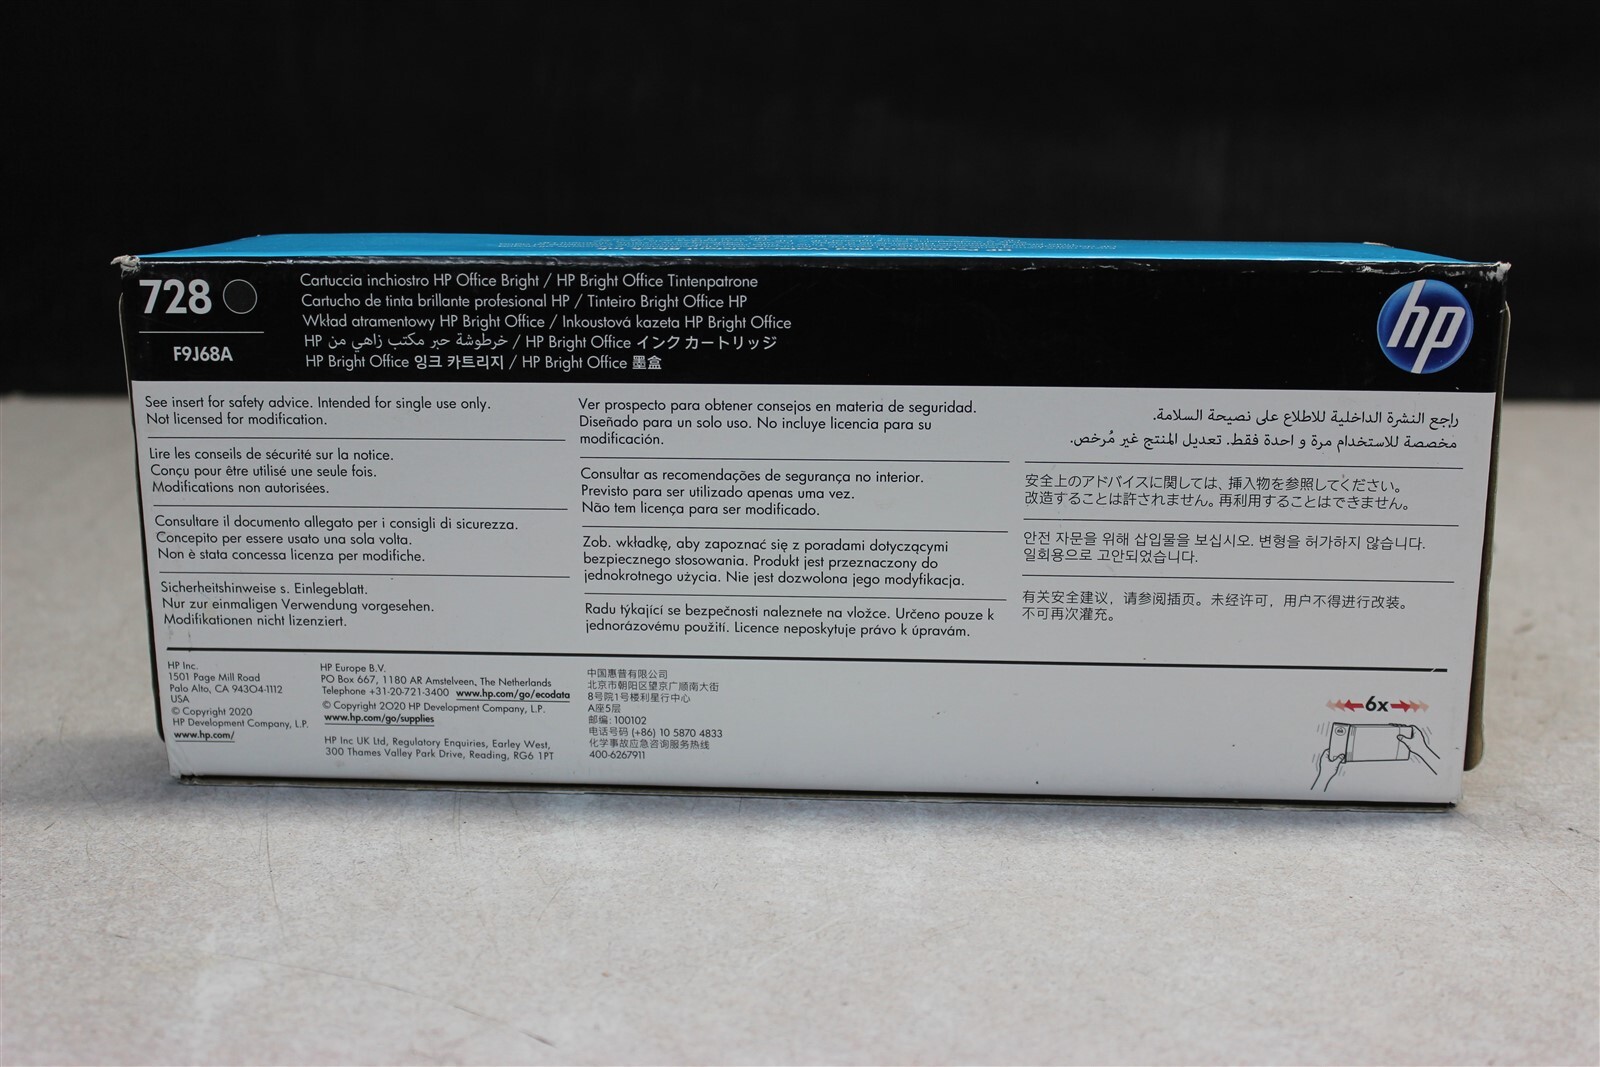 728
F9J68A
Cartuccia inchiostro HP Office Bright / HP Bright Office Tintenpatrone
Cartucho de tinta brillante profesional HP / Tinteiro Bright Office HP
Wkład atramentowy HP Bright Office / Inkoustová kazeta HP Bright Office
خرطوشة حبر مكتب زاهي من HP / HP Bright Office インク カートリッジ
HP Bright Office 잉크 카트리지 / HP Bright Office 墨盒
hp
See insert for safety advice. Intended for single use only.
Not licensed for modification.
Lire les conseils de sécurité sur la notice.
Conçu pour être utilisé une seule fois.
Modifications non autorisées.
Consultare il documento allegato per i consigli di sicurezza.
Concepito per essere usato una sola volta.
Non è stata concessa licenza per modifiche.
Sicherheitshinweise s. Einlegeblatt.
Nur zur einmaligen Verwendung vorgesehen.
Modifikationen nicht lizenziert.
Ver prospecto para obtener consejos en materia de seguridad.
Diseñado para un solo uso. No incluye licencia para su
modificación.
Consultar as recomendações de segurança no interior.
Previsto para ser utilizado apenas uma vez.
Não tem licença para ser modificado.
Zob. wkładkę, aby zapoznać się z poradami dotyczącymi
bezpiecznego stosowania. Produkt jest przeznaczony do
jednokrotnego użycia. Nie jest dozwolona jego modyfikacja.
Radu týkající se bezpečnosti naleznete na vložce. Určeno pouze k
jednorázovému použití. Licence neposkytuje právo k úpravám.
راجع النشرة الداخلية للاطلاع على نصيحة السلامة.
مخصصة للاستخدام مرة و احدة فقط. تعديل المنتج غير مُرخص.
安全上のアドバイスに関しては、挿入物を参照してください。
改造することは許されません。再利用することはできません。
안전 자문을 위해 삽입물을 보십시오. 변형을 허가하지 않습니다.
일회용으로 고안되었습니다.
有关安全建议，请参阅插页。未经许可，用户不得进行改装。
不可再次灌充。
HP Inc.
1501 Page Mill Road
Palo Alto, CA 94304-1112
USA
© Copyright 2020
HP Development Company, L.P.
www.hp.com/
HP Europe B.V.
PO Box 667, 1180 AR Amstelveen, The Netherlands
Telephone +31-20-721-3400 www.hp.com/go/ecodata
© Copyright 2020 HP Development Company, L.P.
www.hp.com/go/supplies
HP Inc UK Ltd, Regulatory Enquiries, Earley West,
300 Thames Valley Park Drive, Reading, RG6 1PT
中国惠普有限公司
北京市朝阳区望京广顺南大街
8号院1号楼利星行中心
A座5层
邮编: 100102
电话号码 (+86) 10 5870 4833
化学事故应急咨询服务热线
400-6267911
6x